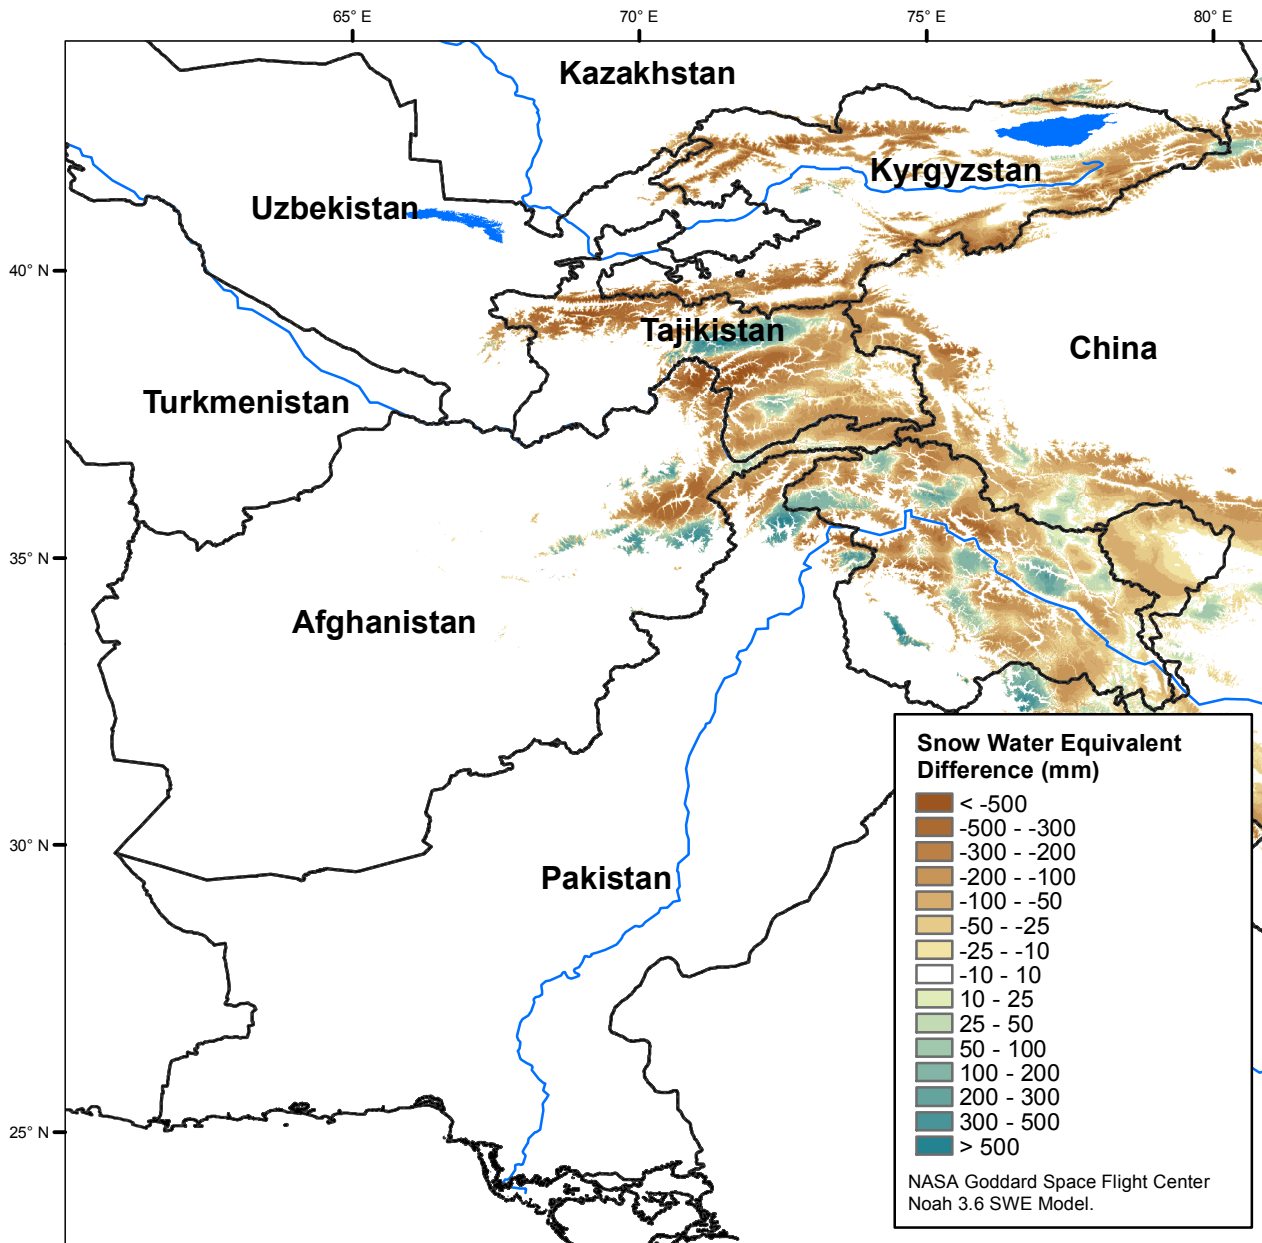 65° E 70° E 75° E 80° E
Kazakhstan
Kyrgyzstan
Uzbekistan
40° N
Tajikistan
China
Turkmenistan
35° N
Afghanistan
Snow Water Equivalent
Difference (mm)
< -500
-500 - -300
-300 - -200
-200 - -100
-100 - -50
-50 - -25
-25 - -10
-10 - 10
10 - 25
25 - 50
50 - 100
100 - 200
200 - 300
300 - 500
> 500
30° N
Pakistan
25° N
NASA Goddard Space Flight Center
Noah 3.6 SWE Model.